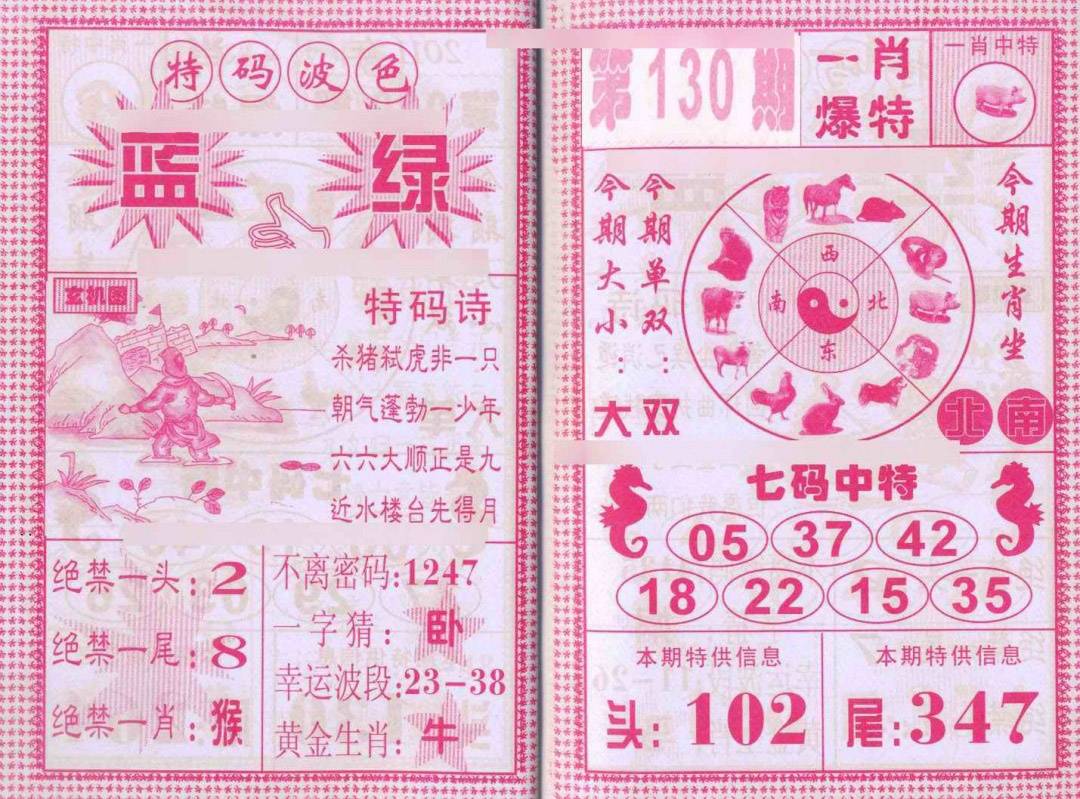 特码波色
蓝 绿
玄机图
特码诗
杀猪弑虎非一只
朝气蓬勃一少年
六六大顺正是九
近水楼台先得月
绝禁一头:2
绝禁一尾:8
绝禁一肖:猴
不离密码:1247
一字猜:卧
幸运波段:23-38
黄金生肖:牛
第130期
一肖
爆特
一肖中特
今期大小:大
今期单双:双
西
南 北
东
今期生肖坐
北 南
七码中特
05 37 42
18 22 15 35
本期特供信息
头:102
本期特供信息
尾:347